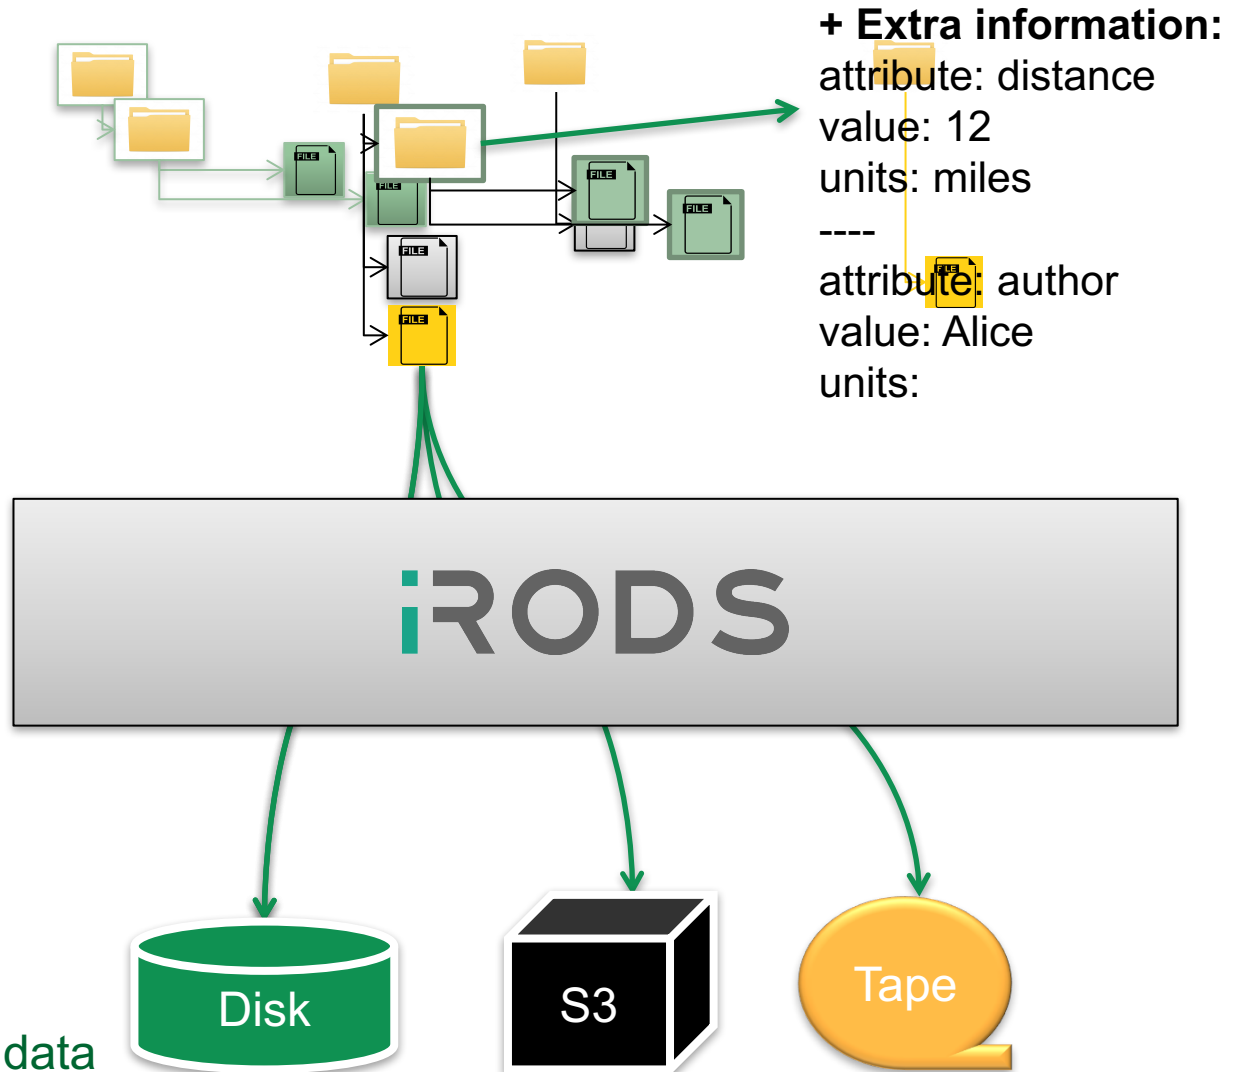 + Extra information:
attribute: distance
value: 12
units: miles
----
attribute: author
value: Alice
units:
FILE
FILE
FILE
FILE
FILE
FILE
FILE
iRODS
Disk
S3
Tape
data